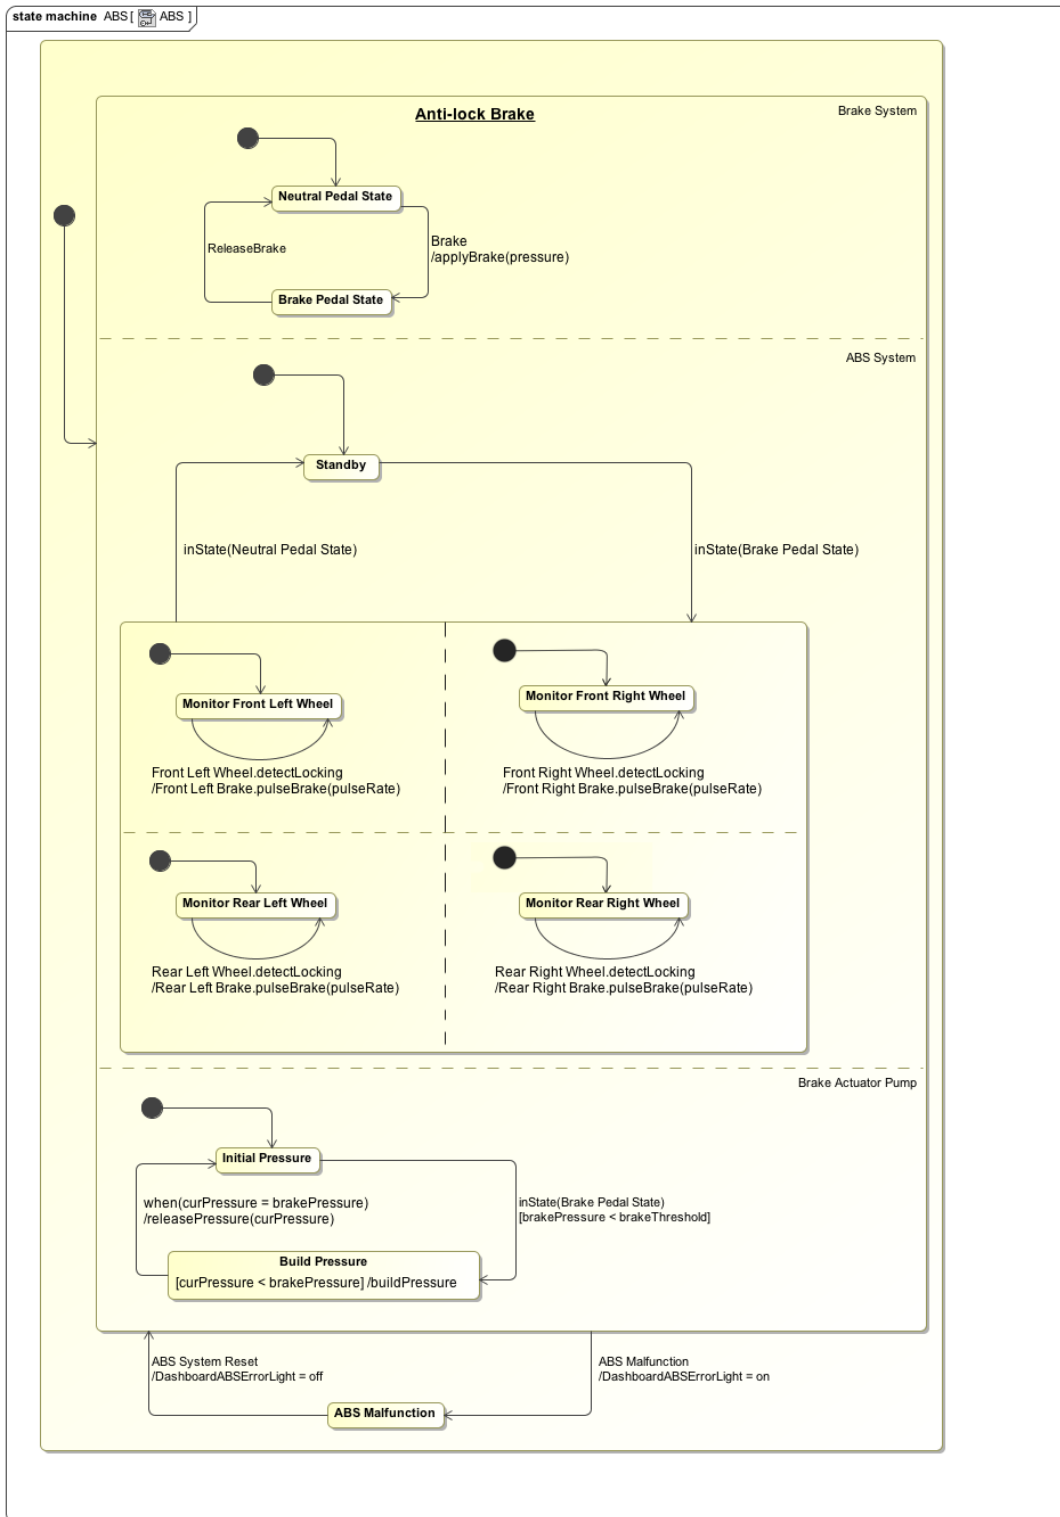 state machine ABS [ ABS ]
Anti-lock Brake
Brake System
Neutral Pedal State
ReleaseBrake
Brake
/applyBrake(pressure)
Brake Pedal State
ABS System
Standby
inState(Neutral Pedal State)
inState(Brake Pedal State)
Monitor Front Left Wheel
Front Left Wheel.detectLocking
/Front Left Brake.pulseBrake(pulseRate)
Monitor Front Right Wheel
Front Right Wheel.detectLocking
/Front Right Brake.pulseBrake(pulseRate)
Monitor Rear Left Wheel
Rear Left Wheel.detectLocking
/Rear Left Brake.pulseBrake(pulseRate)
Monitor Rear Right Wheel
Rear Right Wheel.detectLocking
/Rear Right Brake.pulseBrake(pulseRate)
Brake Actuator Pump
Initial Pressure
when(curPressure = brakePressure)
/releasePressure(curPressure)
inState(Brake Pedal State)
[brakePressure < brakeThreshold]
Build Pressure
[curPressure < brakePressure] /buildPressure
ABS System Reset
/DashboardABSErrorLight = off
ABS Malfunction
/DashboardABSErrorLight = on
ABS Malfunction